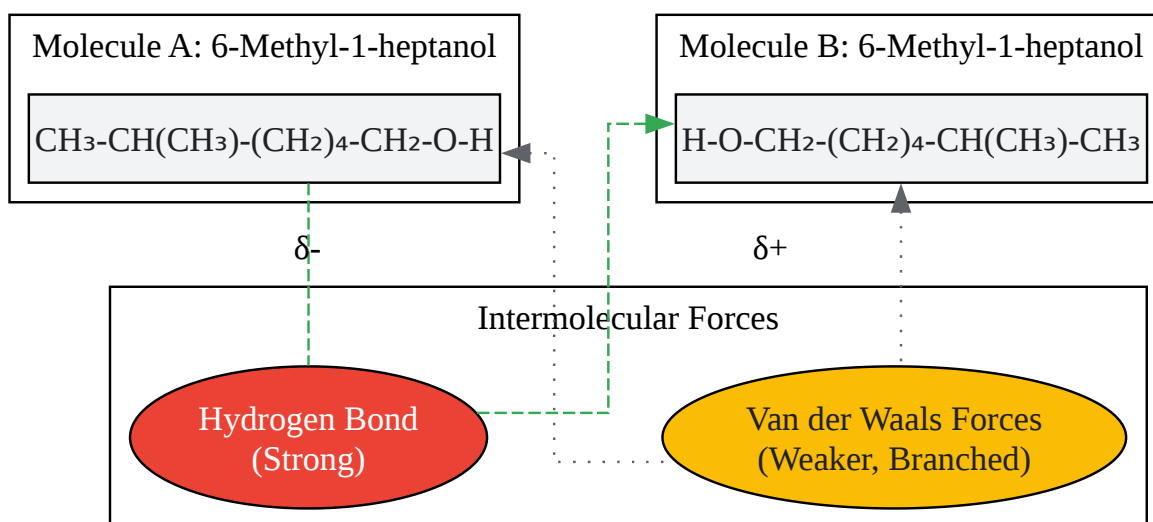 Molecule A: 6-Methyl-1-heptanol
Molecule B: 6-Methyl-1-heptanol
CH₃-CH(CH₃)-(CH₂)₄-CH₂-O-H
H-O-CH₂-(CH₂)₄-CH(CH₃)-CH₃
δ-
δ+
Intermolecular Forces
Hydrogen Bond
(Strong)
Van der Waals Forces
(Weaker, Branched)